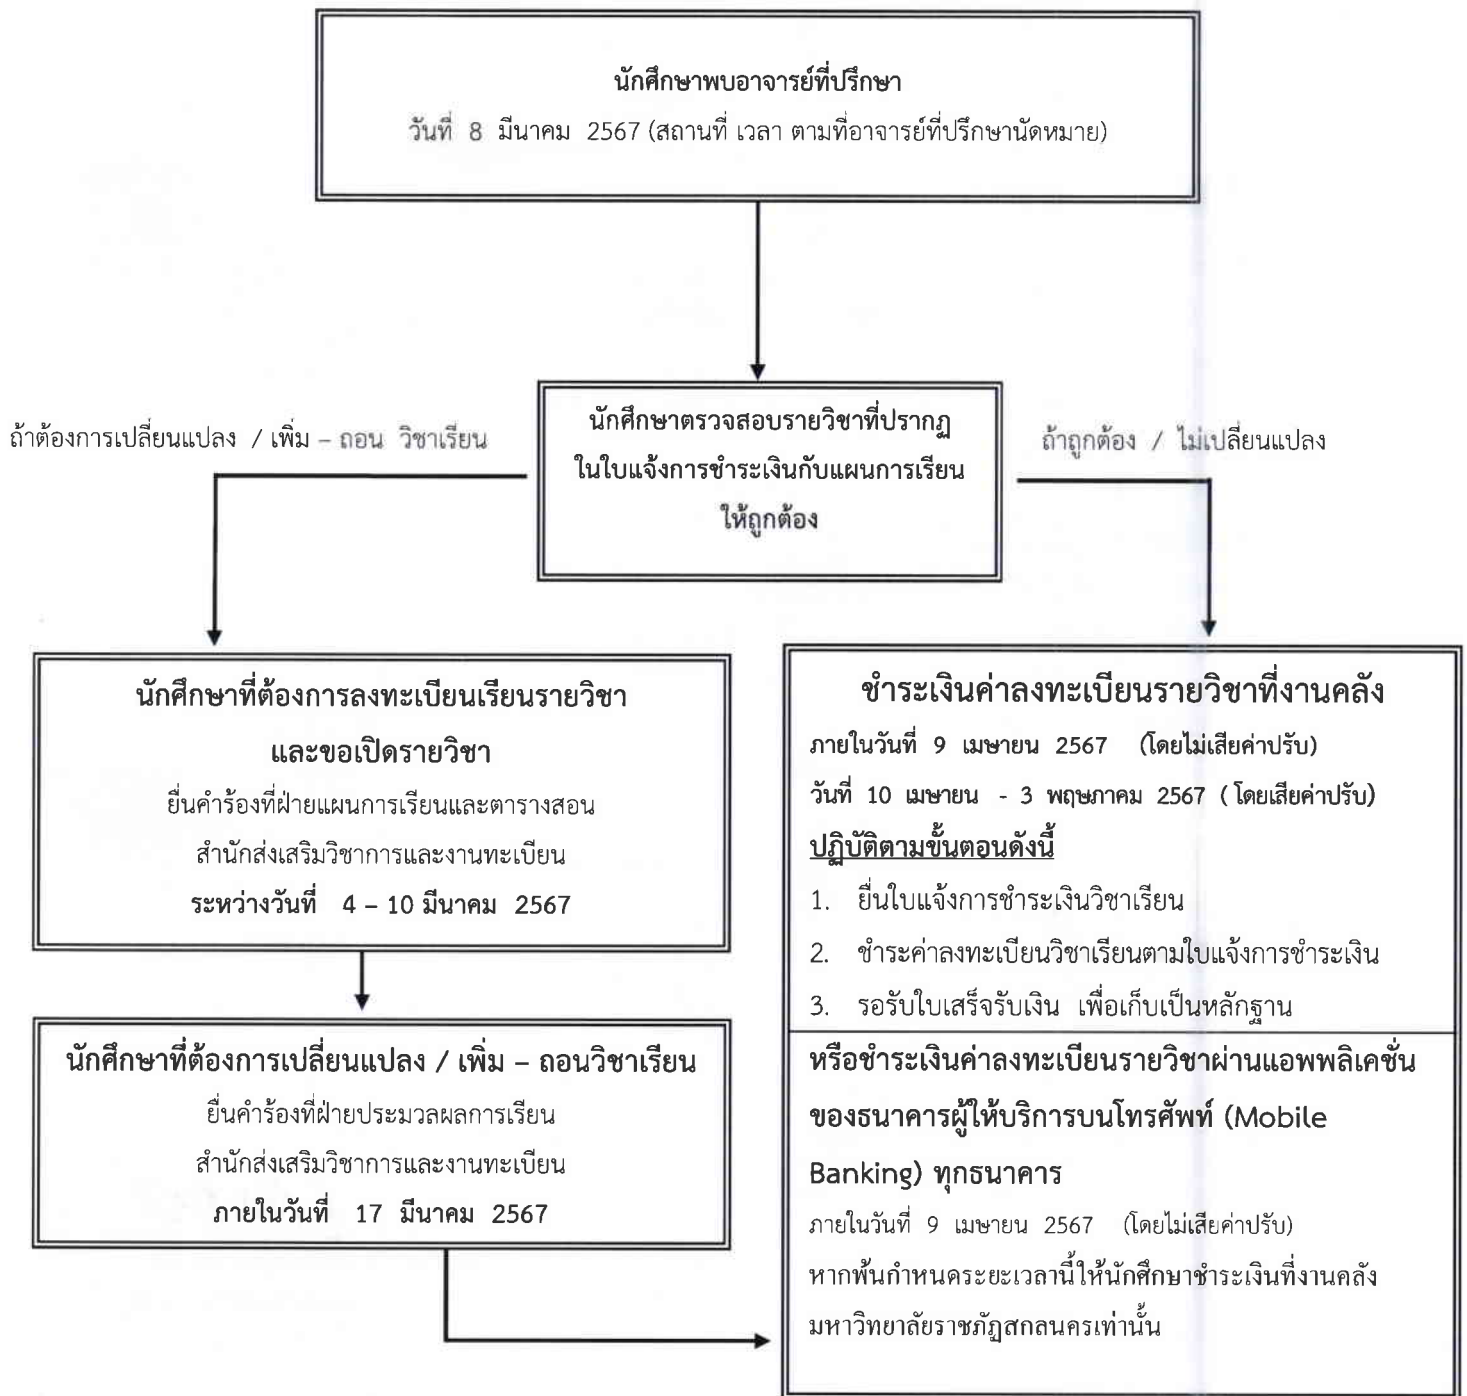 นักศึกษาพบอาจารย์ที่ปรึกษา
วันที่ 8 มีนาคม 2567 (สถานที่ เวลา ตามที่อาจารย์ที่ปรึกษานัดหมาย)
ถ้าต้องการเปลี่ยนแปลง / เพิ่ม – ถอน วิชาเรียน
นักศึกษาตรวจสอบรายวิชาที่ปรากฏ
ในใบแจ้งการชำระเงินกับแผนการเรียน
ให้ถูกต้อง
ถ้าถูกต้อง / ไม่เปลี่ยนแปลง
นักศึกษาที่ต้องการลงทะเบียนเรียนรายวิชา
และขอเปิดรายวิชา
ยื่นคำร้องที่ฝ่ายแผนการเรียนและตารางสอน
สำนักส่งเสริมวิชาการและงานทะเบียน
ระหว่างวันที่ 4 – 10 มีนาคม 2567
นักศึกษาที่ต้องการเปลี่ยนแปลง / เพิ่ม – ถอนวิชาเรียน
ยื่นคำร้องที่ฝ่ายประมวลผลการเรียน
สำนักส่งเสริมวิชาการและงานทะเบียน
ภายในวันที่ 17 มีนาคม 2567
ชำระเงินค่าลงทะเบียนรายวิชาที่งานคลัง
ภายในวันที่ 9 เมษายน 2567 (โดยไม่เสียค่าปรับ)
วันที่ 10 เมษายน - 3 พฤษภาคม 2567 ( โดยเสียค่าปรับ)
ปฏิบัติตามขั้นตอนดังนี้
1. ยื่นใบแจ้งการชำระเงินวิชาเรียน
2. ชำระค่าลงทะเบียนวิชาเรียนตามใบแจ้งการชำระเงิน
3. รอรับใบเสร็จรับเงิน เพื่อเก็บเป็นหลักฐาน
หรือชำระเงินค่าลงทะเบียนรายวิชาผ่านแอพพลิเคชั่น
ของธนาคารผู้ให้บริการบนโทรศัพท์ (Mobile
Banking) ทุกธนาคาร
ภายในวันที่ 9 เมษายน 2567 (โดยไม่เสียค่าปรับ)
หากพ้นกำหนดระยะเวลานี้ให้นักศึกษาชำระเงินที่งานคลัง
มหาวิทยาลัยราชภัฏสกลนครเท่านั้น